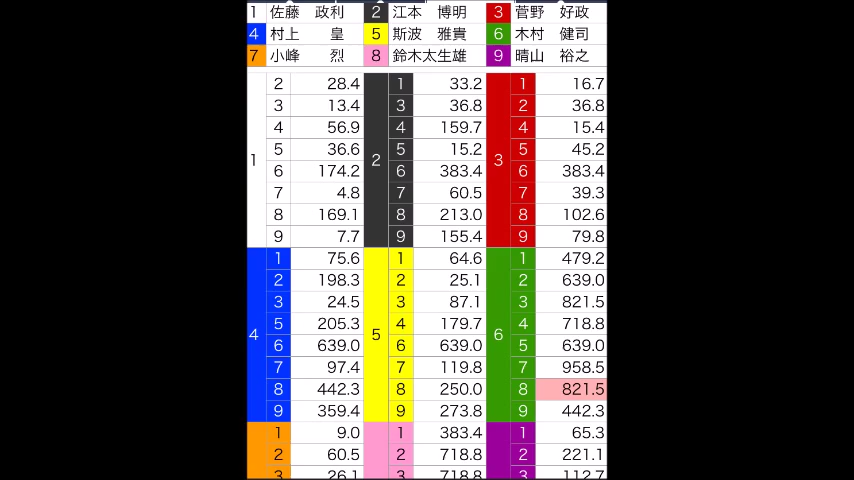 1 佐藤 政利 2 江本 博明 3 菅野 好政
4 村上 皇 5 斯波 雅貴 6 木村 健司
7 小峰 烈 8 鈴木太生雄 9 晴山 裕之
2 28.4 1 33.2 1 16.7
3 13.4 3 36.8 2 36.8
4 56.9 4 159.7 4 15.4
5 36.6 5 15.2 5 45.2
1 2 3
6 174.2 6 383.4 6 383.4
7 4.8 7 60.5 7 39.3
8 169.1 8 213.0 8 102.6
9 7.7 9 155.4 9 79.8
1 75.6 1 64.6 1 479.2
2 198.3 2 25.1 2 639.0
3 24.5 3 87.1 3 821.5
5 205.3 4 179.7 4 718.8
4 5 6
6 639.0 6 639.0 5 639.0
7 97.4 7 119.8 7 958.5
8 442.3 8 250.0 8 821.5
9 359.4 9 273.8 9 442.3
1 9.0 1 383.4 1 65.3
2 60.5 2 718.8 2 221.1
3 26.1 3 718.8 3 112.7